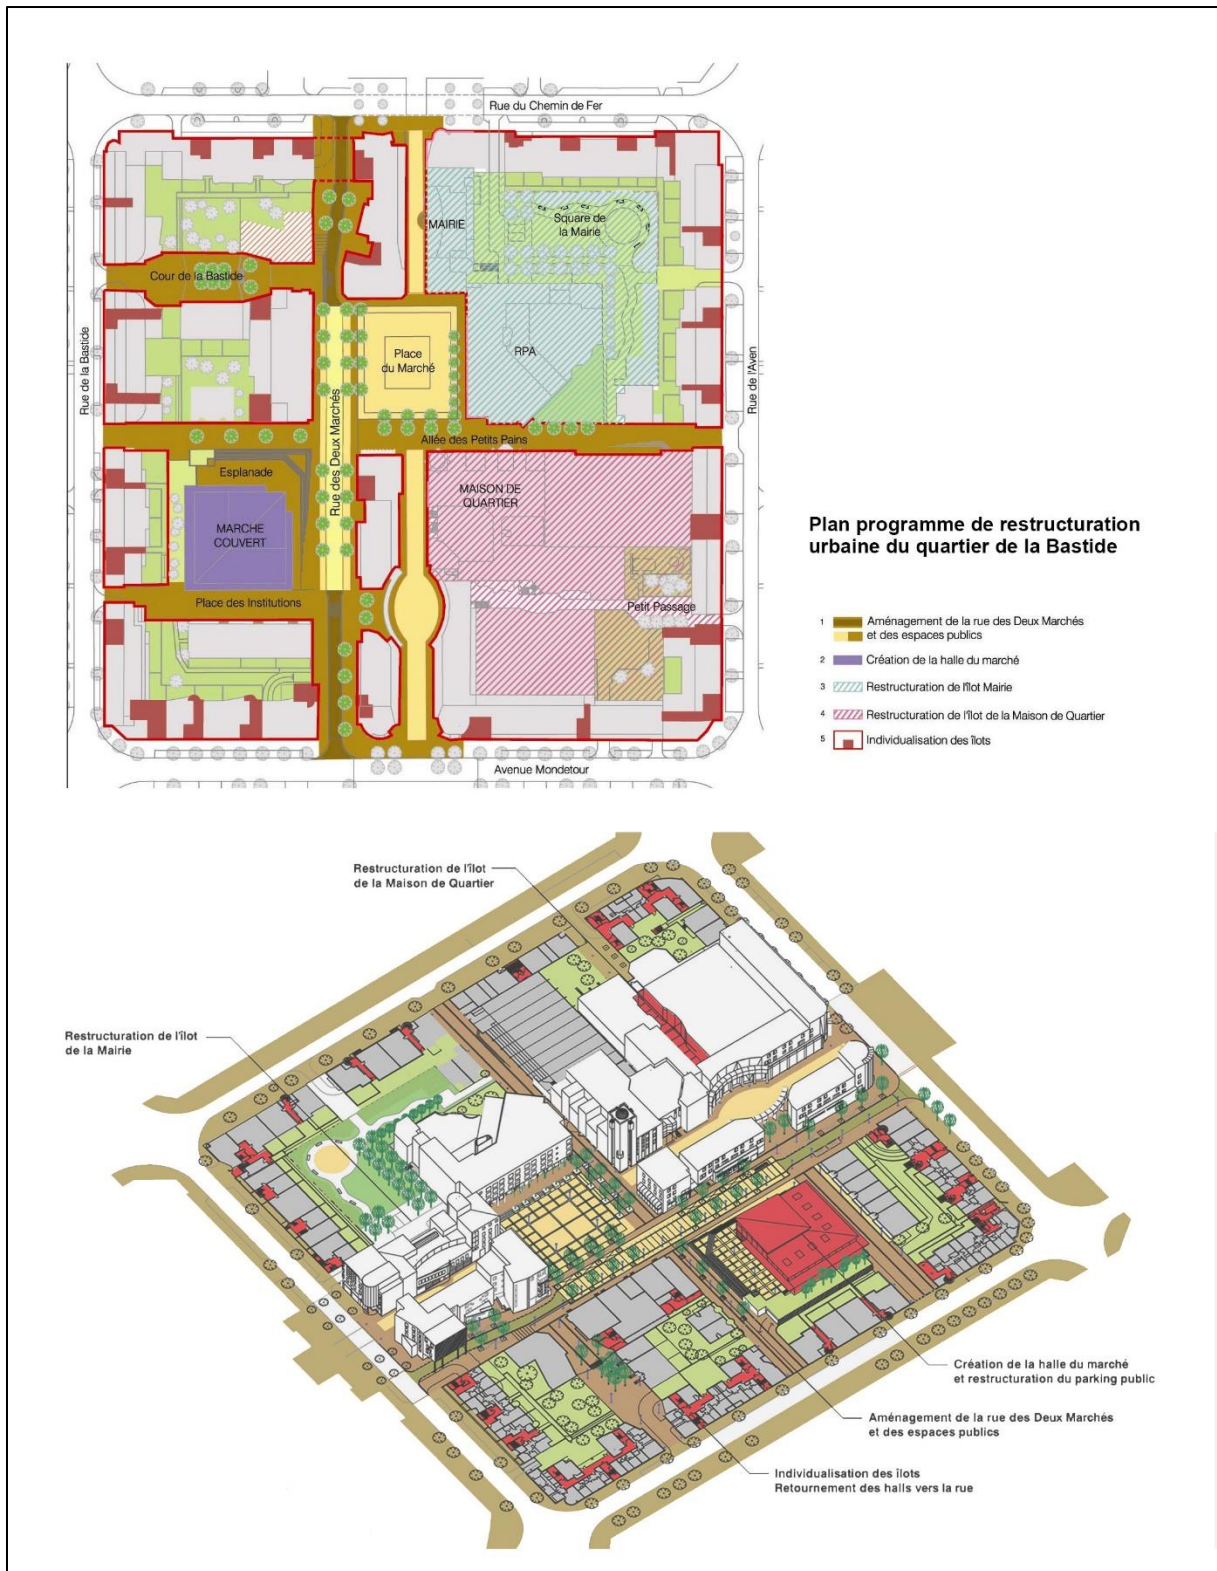 Rue du Chemin de Fer
MAIRIE
Square de
la Mairie
Cour de la Bastide
Rue de la Bastide
Place
du Marché
RPA
Rue de l'Aven
Rue des Deux Marchés
Allée des Petits Pains
Esplanade
MAISON DE
QUARTIER
MARCHE
COUVERT
Place des Institutions
Petit Passage
Avenue Mondetour
Plan programme de restructuration
urbaine du quartier de la Bastide
1 Aménagement de la rue des Deux Marchés
et des espaces publics
2 Création de la halle du marché
3 Restructuration de l'îlot Mairie
4 Restructuration de l'îlot de la Maison de Quartier
5 Individualisation des îlots
Restructuration de l'îlot
de la Maison de Quartier
Restructuration de l'îlot
de la Mairie
Création de la halle du marché
et restructuration du parking public
Aménagement de la rue des Deux Marchés
et des espaces publics
Individualisation des îlots
Retournement des halls vers la rue